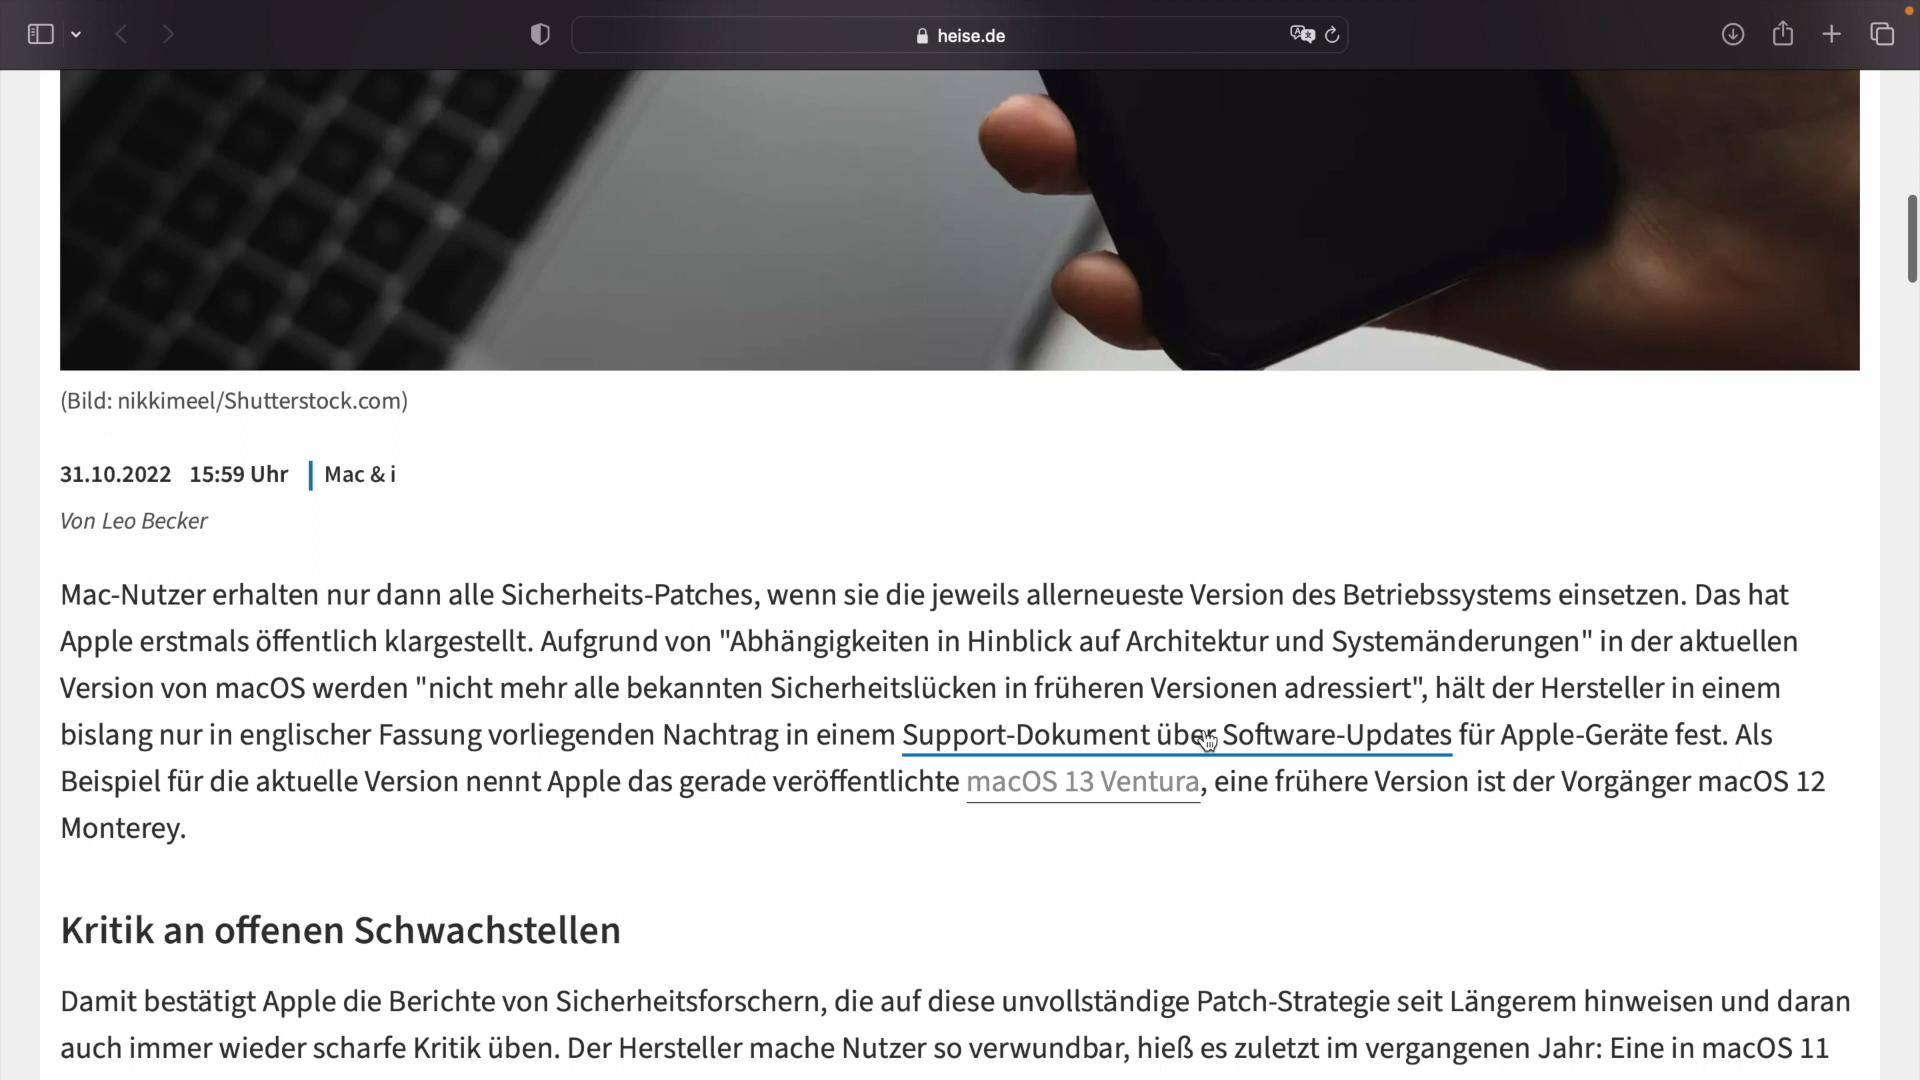 heise.de
(Bild: nikkimeel/Shutterstock.com)
31.10.2022 15:59 Uhr | Mac & i
Von Leo Becker
Mac-Nutzer erhalten nur dann alle Sicherheits-Patches, wenn sie die jeweils allerneueste Version des Betriebssystems einsetzen. Das hat
Apple erstmals öffentlich klargestellt. Aufgrund von "Abhängigkeiten in Hinblick auf Architektur und Systemänderungen" in der aktuellen
Version von macOS werden "nicht mehr alle bekannten Sicherheitslücken in früheren Versionen adressiert", hält der Hersteller in einem
bislang nur in englischer Fassung vorliegenden Nachtrag in einem Support-Dokument über Software-Updates für Apple-Geräte fest. Als
Beispiel für die aktuelle Version nennt Apple das gerade veröffentlichte macOS 13 Ventura, eine frühere Version ist der Vorgänger macOS 12
Monterey.
Kritik an offenen Schwachstellen
Damit bestätigt Apple die Berichte von Sicherheitsforschern, die auf diese unvollständige Patch-Strategie seit Längerem hinweisen und daran
auch immer wieder scharfe Kritik üben. Der Hersteller mache Nutzer so verwundbar, hieß es zuletzt im vergangenen Jahr: Eine in macOS 11